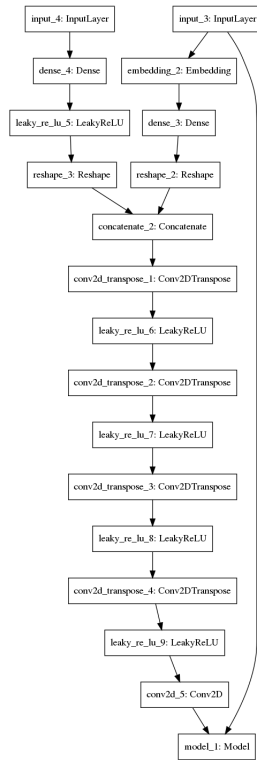 input_4: InputLayer
input_3: InputLayer
dense_4: Dense
embedding_2: Embedding
leaky_re_lu_5: LeakyReLU
dense_3: Dense
reshape_3: Reshape
reshape_2: Reshape
concatenate_2: Concatenate
conv2d_transpose_1: Conv2DTranspose
leaky_re_lu_6: LeakyReLU
conv2d_transpose_2: Conv2DTranspose
leaky_re_lu_7: LeakyReLU
conv2d_transpose_3: Conv2DTranspose
leaky_re_lu_8: LeakyReLU
conv2d_transpose_4: Conv2DTranspose
leaky_re_lu_9: LeakyReLU
conv2d_5: Conv2D
model_1: Model